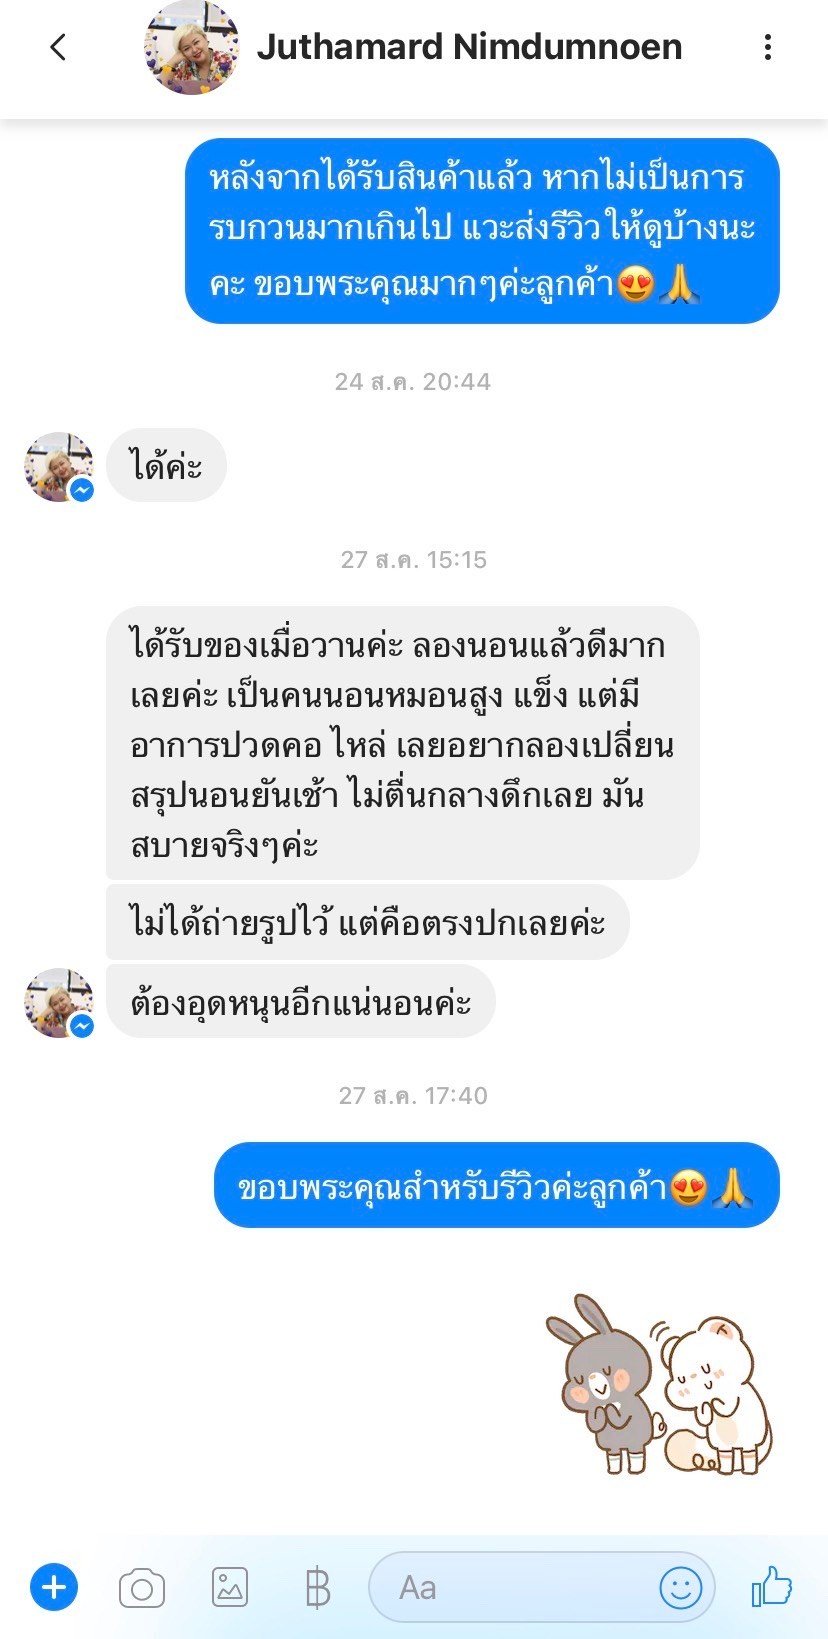 Juthamard Nimdumnoen
หลังจากได้รับสินค้าแล้ว หากไม่เป็นการ
รบกวนมากเกินไป แวะส่งรีวิวให้ดูบ้างนะ
คะ ขอบพระคุณมากๆค่ะลูกค้า😍🙏
24 ส.ค. 20:44
ได้ค่ะ
27 ส.ค. 15:15
ได้รับของเมื่อวานค่ะ ลองนอนแล้วดีมาก
เลยค่ะ เป็นคนนอนหมอนสูง แข็ง แต่มี
อาการปวดคอ ไหล่ เลยอยากลองเปลี่ยน
สรุปนอนยันเช้า ไม่ตื่นกลางดึกเลย มัน
สบายจริงๆค่ะ
ไม่ได้ถ่ายรูปไว้ แต่คือตรงปกเลยค่ะ
ต้องอุดหนุนอีกแน่นอนค่ะ
27 ส.ค. 17:40
ขอบพระคุณสำหรับรีวิวค่ะลูกค้า😍🙏
Aa